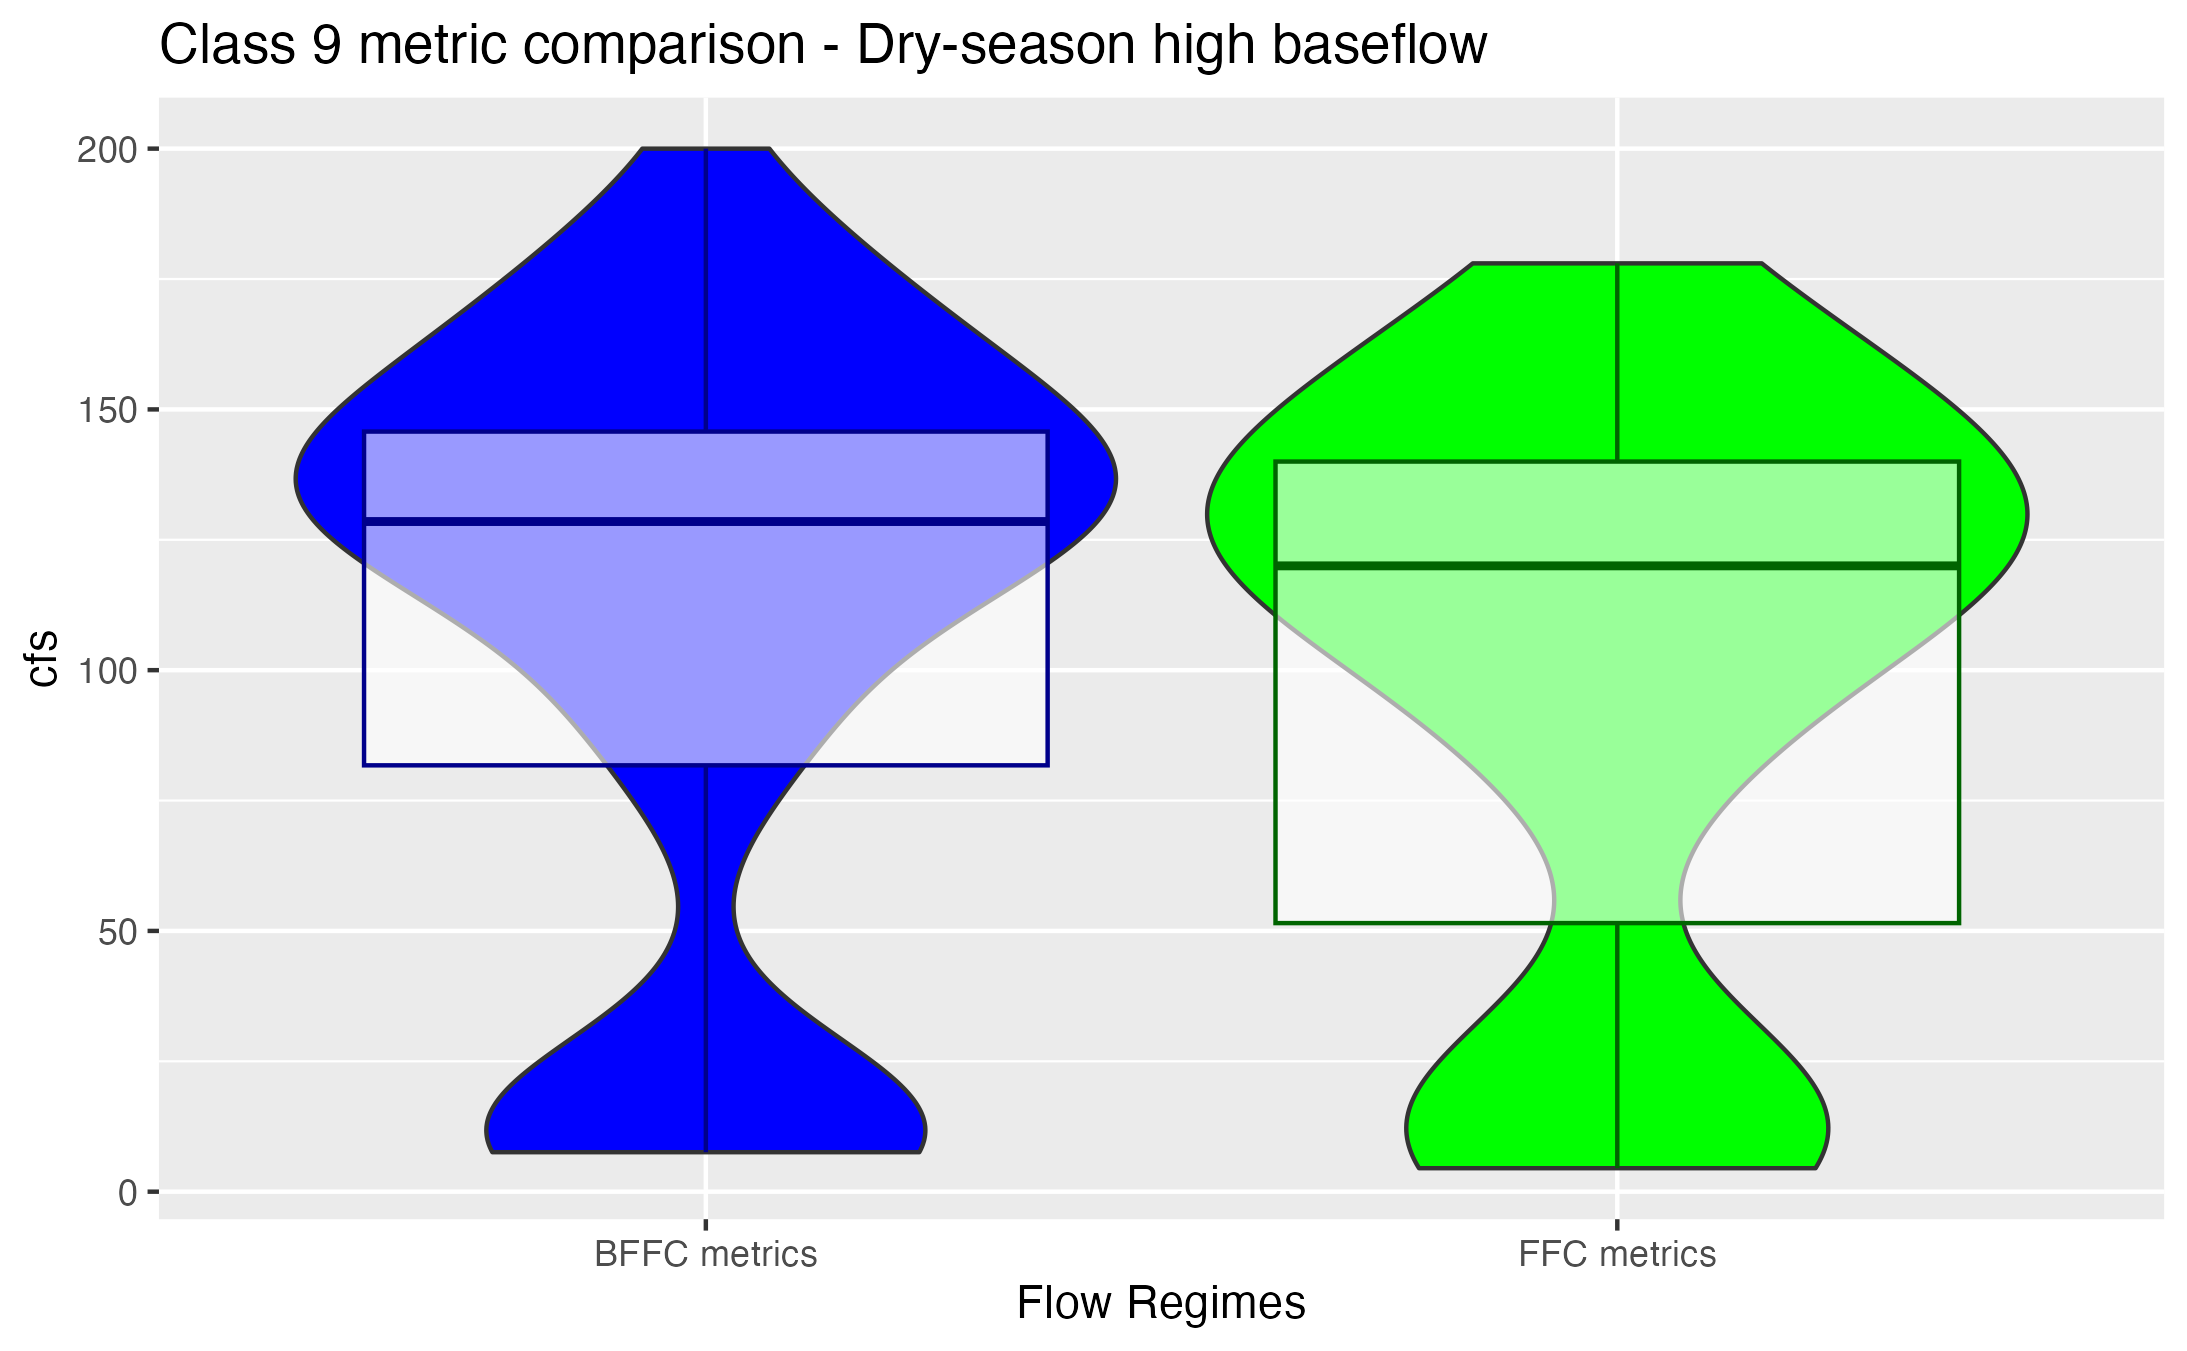 Class 9 metric comparison - Dry-season high baseflow
200
150
100
50
0
cfs
BFFC metrics
FFC metrics
Flow Regimes